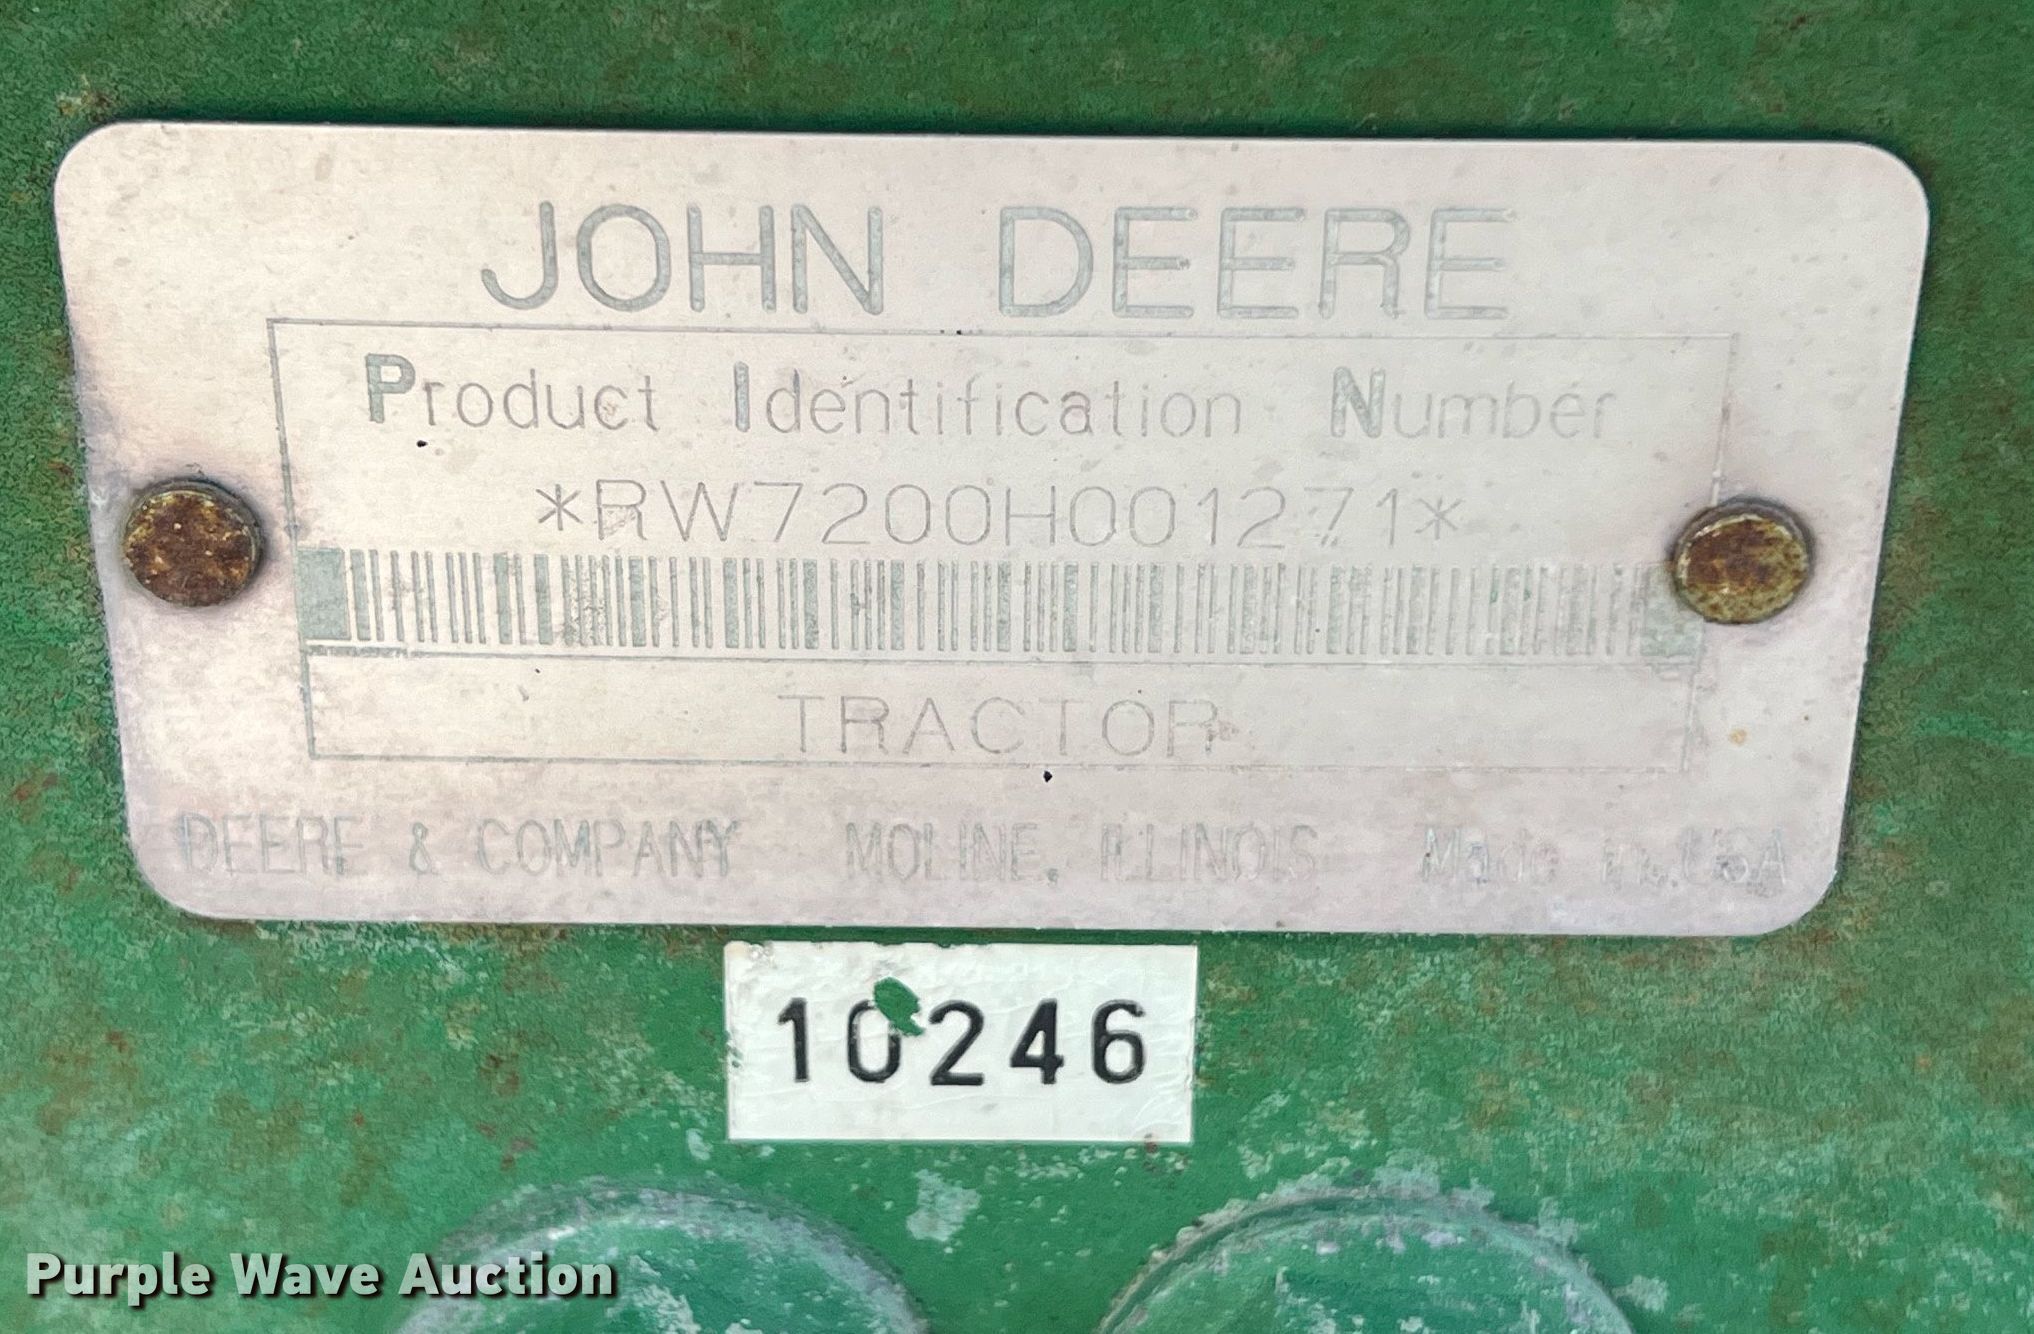 JOHN DEERE
Product Identification Number
*RW7200H001271*
TRACTOR
DEERE & COMPANY MOLINE, ILLINOIS Made in USA
10246
Purple Wave Auction